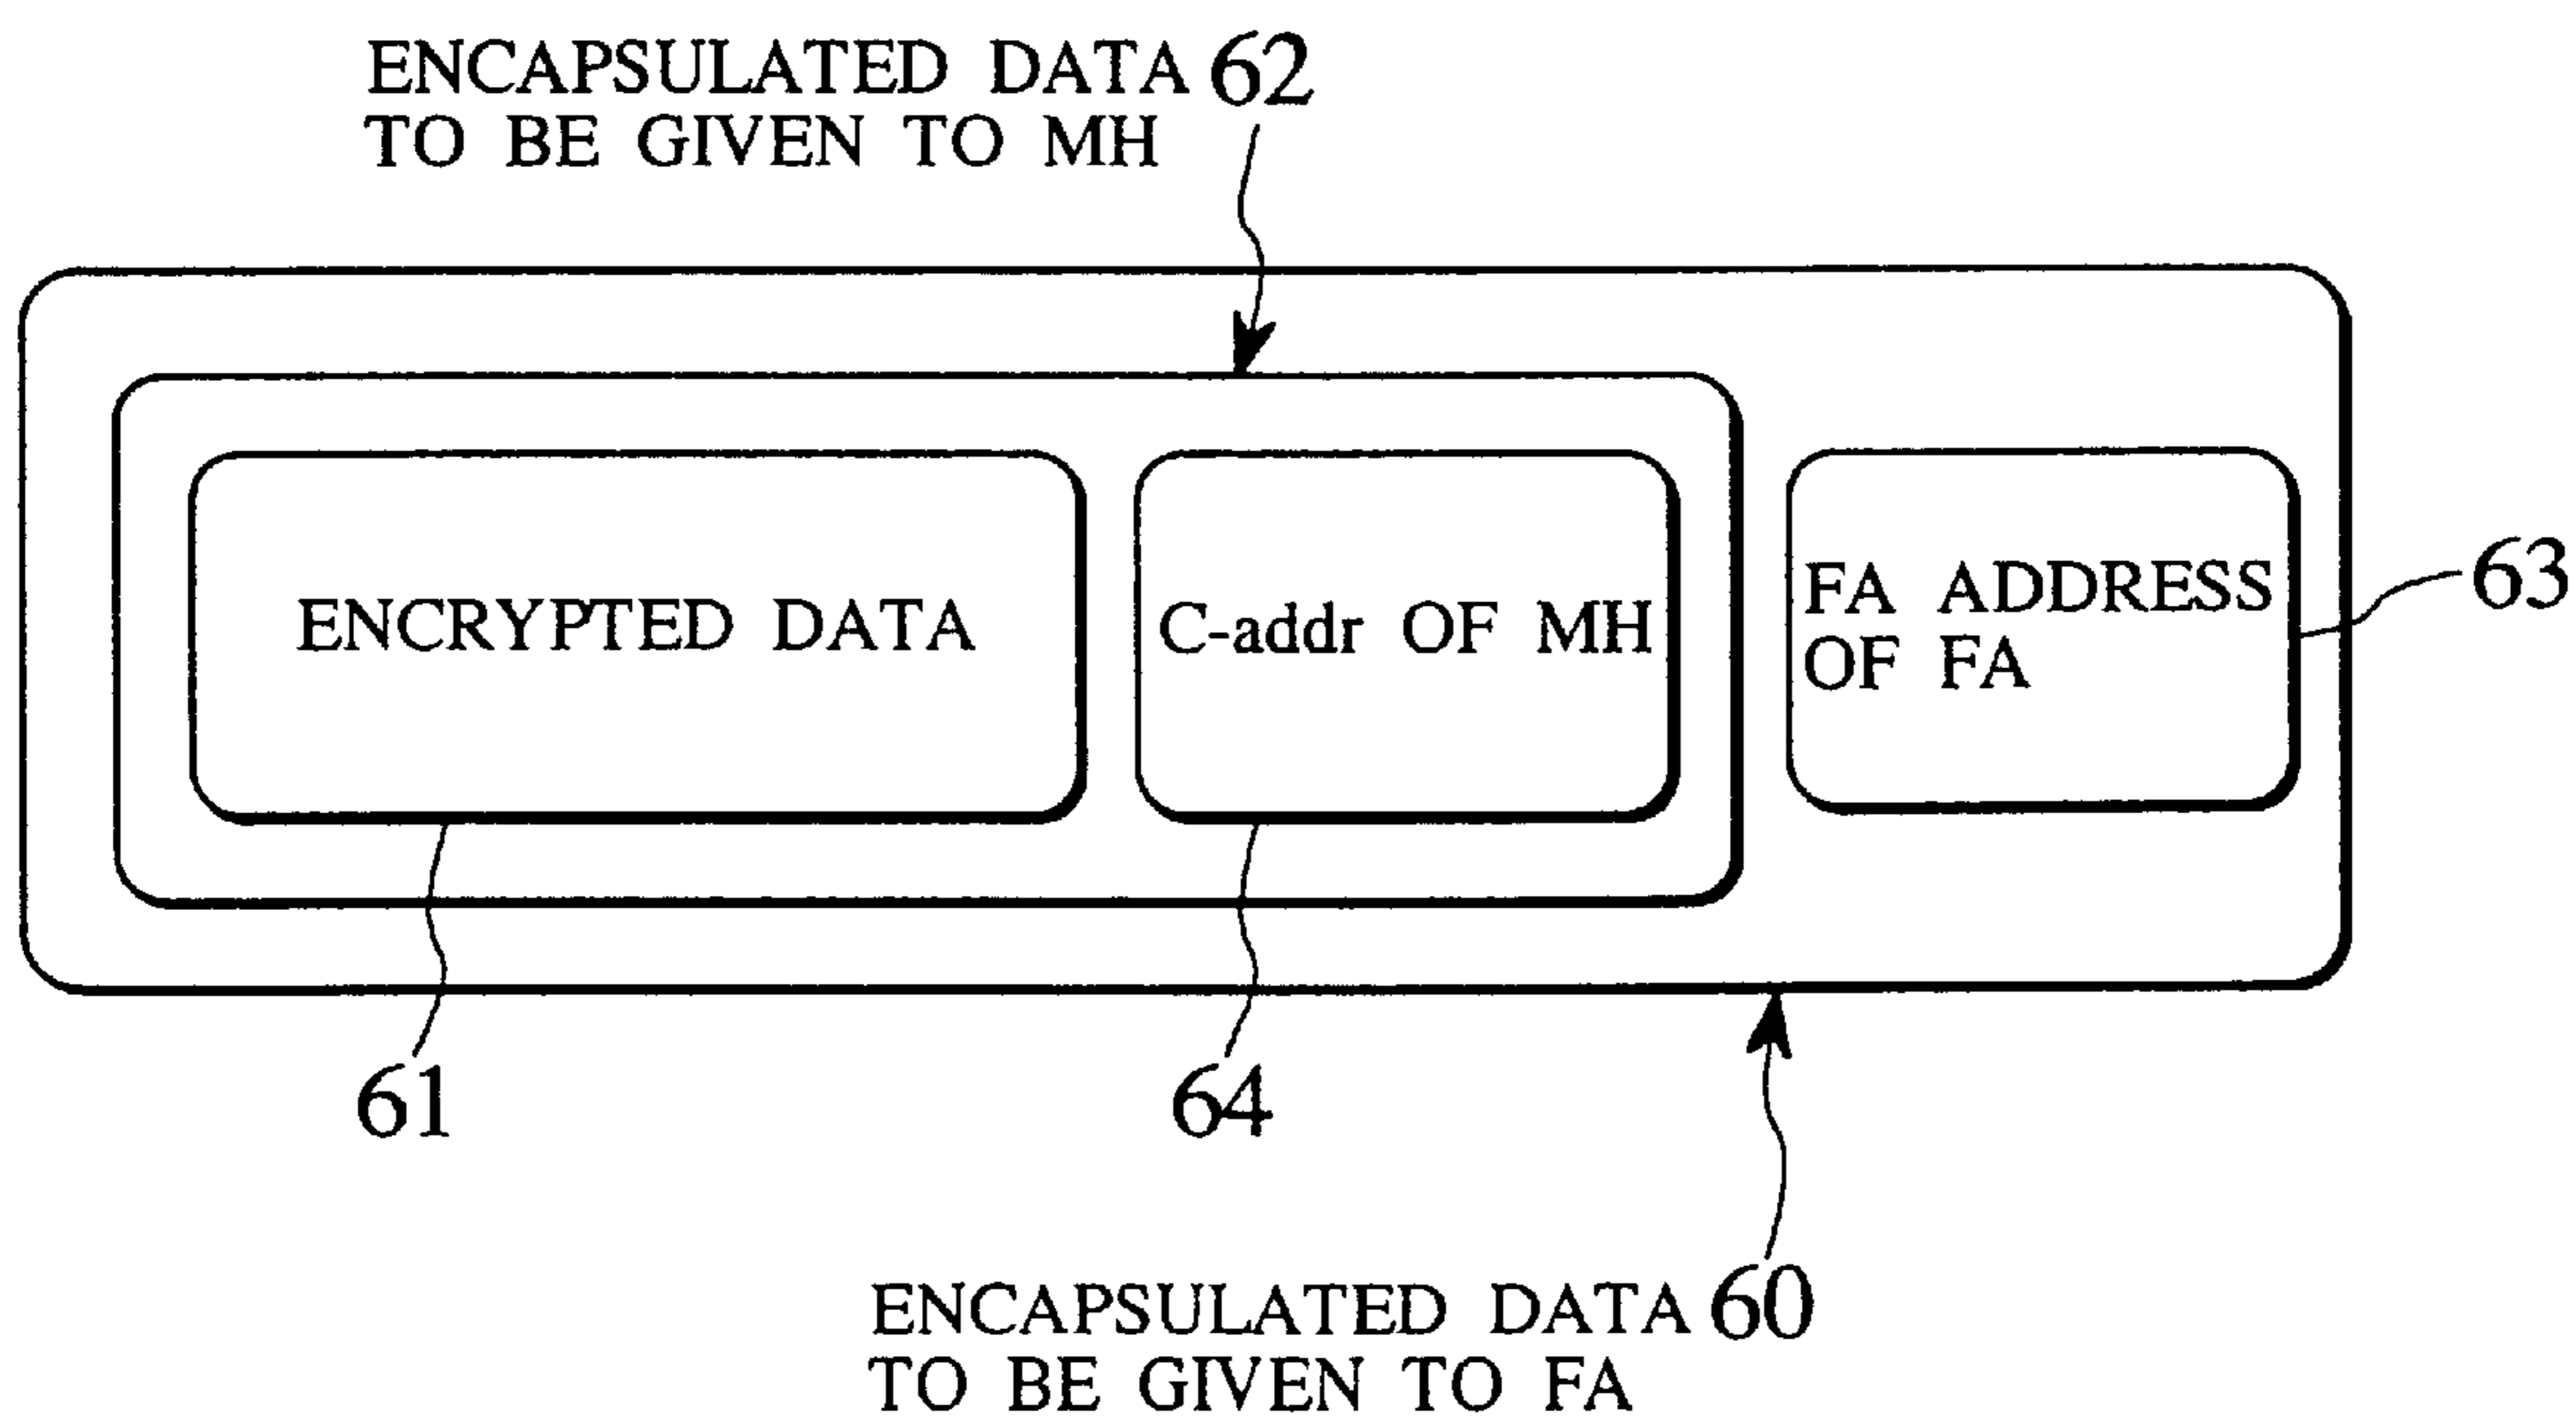 ENCAPSULATED DATA 62
TO BE GIVEN TO MH
ENCRYPTED DATA
C-addr OF MH
FA ADDRESS
OF FA
63
61
64
ENCAPSULATED DATA 60
TO BE GIVEN TO FA